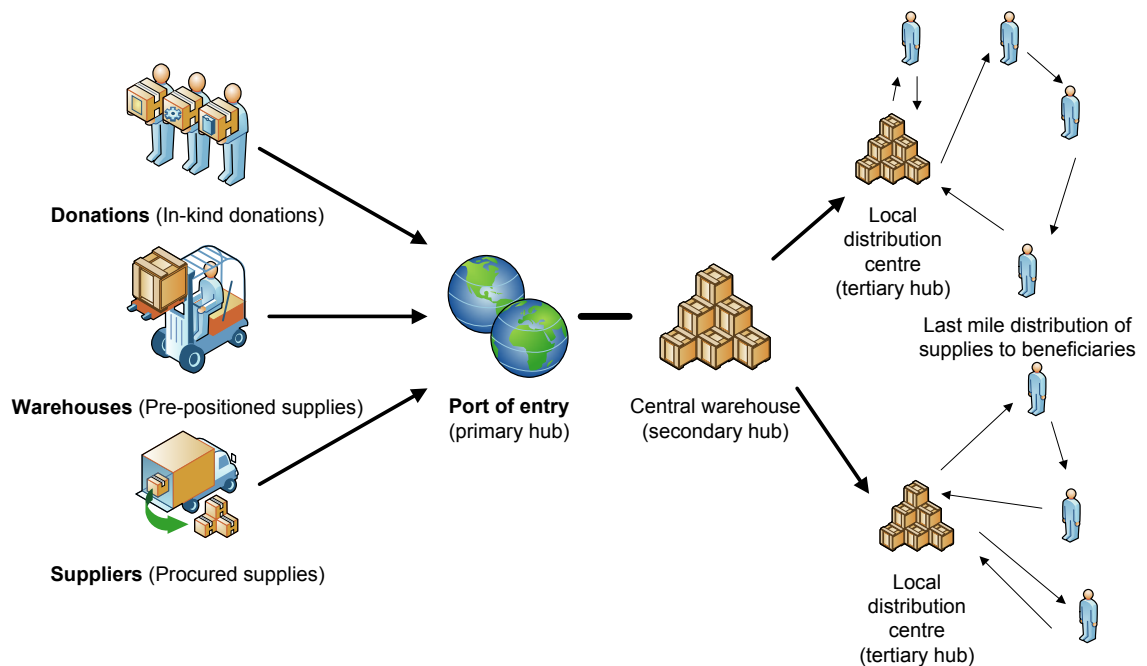 Donations (In-kind donations)
Warehouses (Pre-positioned supplies)
Suppliers (Procured supplies)
Port of entry
(primary hub)
Central warehouse
(secondary hub)
Local
distribution
centre
(tertiary hub)
Last mile distribution of
supplies to beneficiaries
Local
distribution
centre
(tertiary hub)